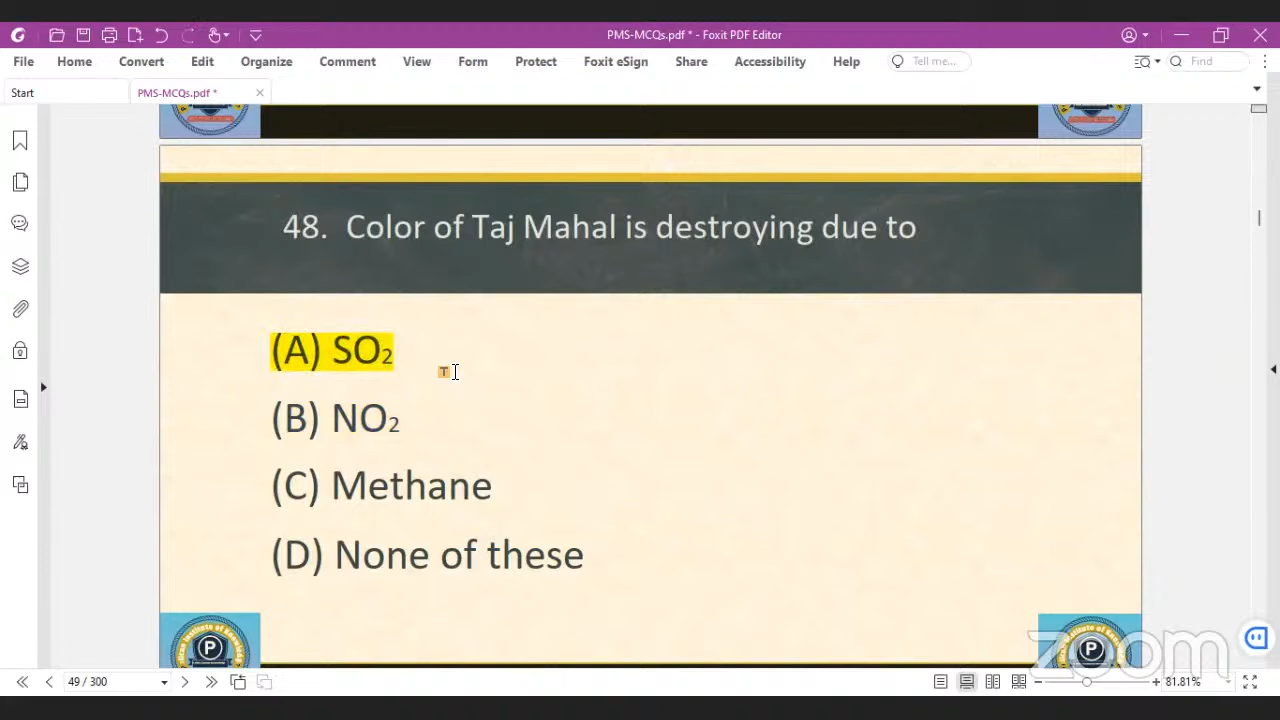 PMS-MCQs.pdf * - Foxit PDF Editor
File Home Convert Edit Organize Comment View Form Protect Foxit eSign Share Accessibility Help Tell me... Find
Start PMS-MCQs.pdf *
48. Color of Taj Mahal is destroying due to
(A) SO₂
(B) NO₂
(C) Methane
(D) None of these
zoom
49 / 300 81.81%